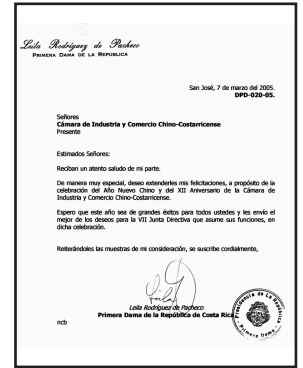 Leila Rodríguez de Pacheco
PRIMERA DAMA DE LA REPUBLICA
San José, 7 de marzo del 2005.
DPD-020-05.
Señores
Cámara de Industria y Comercio Chino-Costarricense
Presente
Estimados Señores:
Reciban un atento saludo de mi parte.
De manera muy especial, deseo extenderles mis felicitaciones, a propósito de la
celebración del Año Nuevo Chino y del XII Aniversario de la Cámara de
Industria y Comercio Chino-Costarricense.
Espero que este año sea de grandes éxitos para todos ustedes y les envío el
mejor de los deseos para la VII Junta Directiva que asume sus funciones, en
dicha celebración.
Reiterándoles las muestras de mi consideración, se suscribe cordialmente,
Leila Rodríguez de Pacheco
Primera Dama de la República de Costa Rica
ncb
Presidencia de La República
Primera Dama